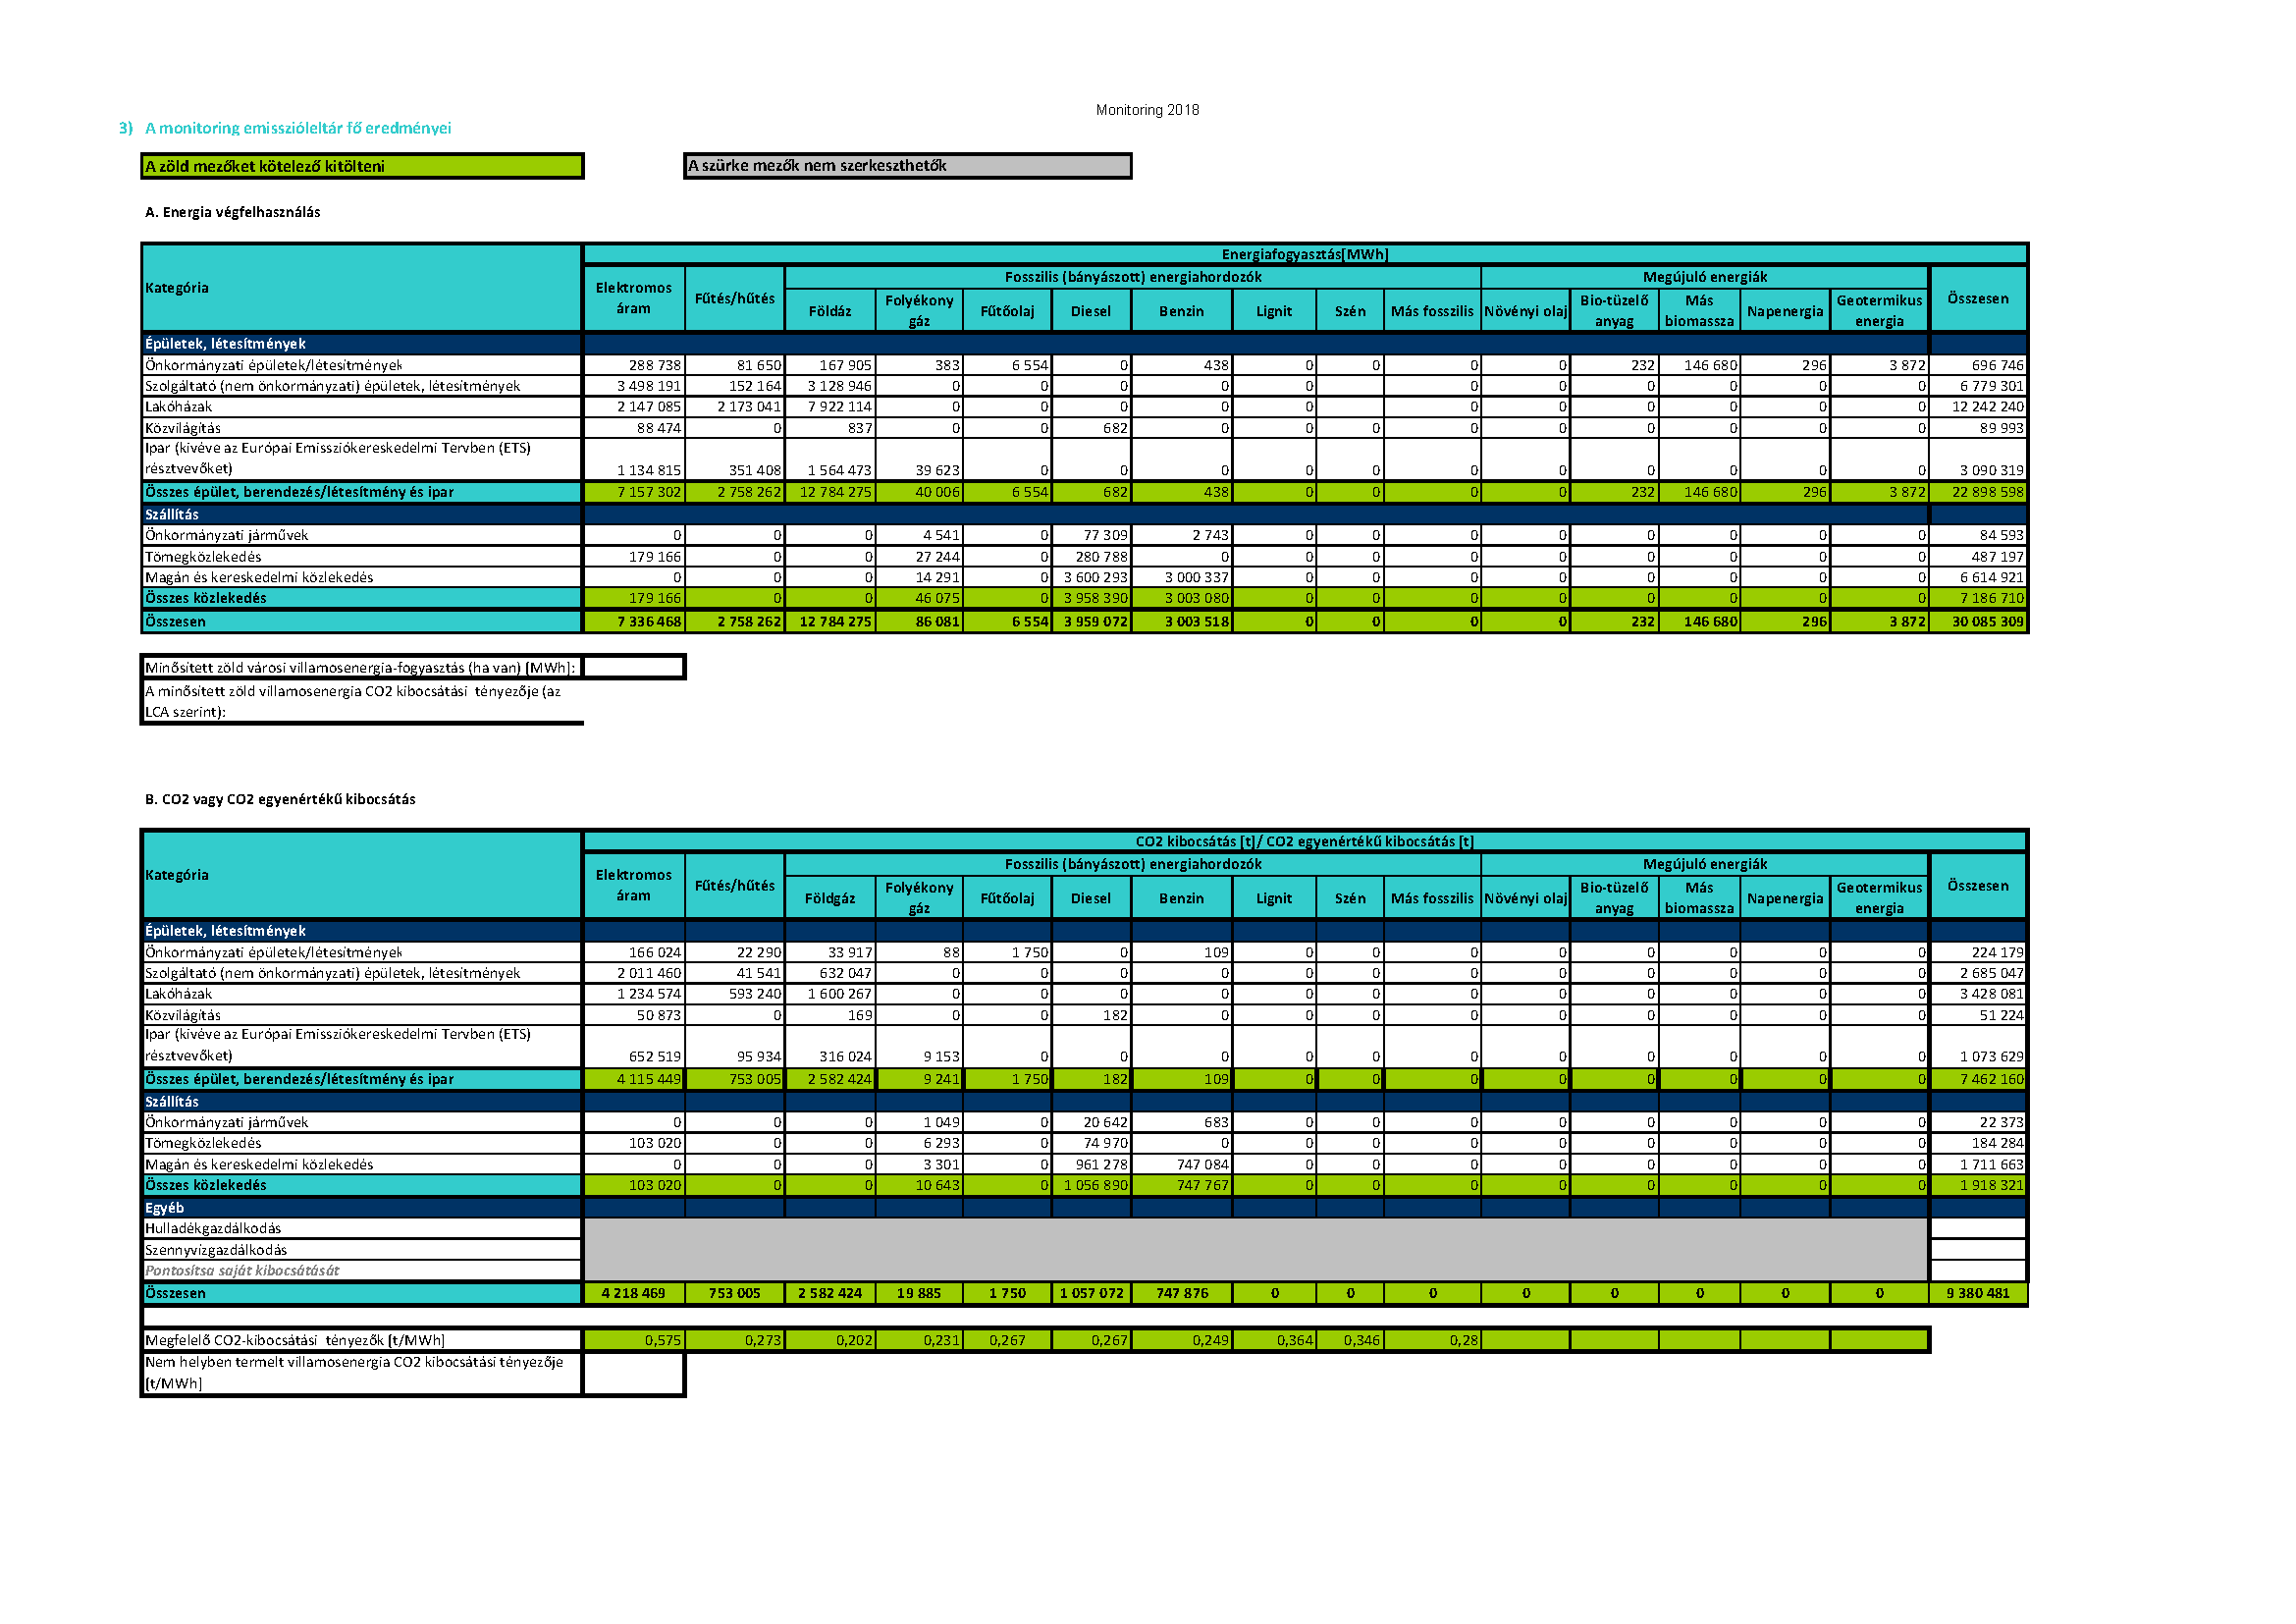 Monitoring 2018
3) A monitoring emisszióleltár fő eredményei
A zöld mezőket kötelező kitölteni A szürke mezők nem szerkeszthetők
A. Energia végfelhasználás
Energiafogyasztás[MWh]
Kategória Elektromos áram Fűtés/hűtés Fosszilis (bányászott) energiahordozók Megújuló energiák Összesen
Földáz Folyékony gáz Fűtőolaj Diesel Benzin Lignit Szén Más fosszilis Növényi olaj Bio-tüzelő anyag Más biomassza Napenergia Geotermikus energia
Épületek, létesítmények
Önkormányzati épületek/létesítmények 288 738 81 650 167 905 383 6 554 0 438 0 0 0 0 232 146 680 296 3 872 696 746
Szolgáltató (nem önkormányzati) épületek, létesítmények 3 498 191 152 164 3 128 946 0 0 0 0 0 0 0 0 0 0 0 6 779 301
Lakóházak 2 147 085 2 173 041 7 922 114 0 0 0 0 0 0 0 0 0 0 0 12 242 240
Közvilágítás 88 474 0 837 0 0 682 0 0 0 0 0 0 0 0 0 89 993
Ipar (kivéve az Európai Emissziókereskedelmi Tervben (ETS)
résztvevőket) 1 134 815 351 408 1 564 473 39 623 0 0 0 0 0 0 0 0 0 0 3 090 319
Összes épület, berendezés/létesítmény és ipar 7 157 302 2 758 262 12 784 275 40 006 6 554 682 438 0 0 0 0 232 146 680 296 3 872 22 898 598
Szállítás
Önkormányzati járművek 0 0 0 4 541 0 77 309 2 743 0 0 0 0 0 0 0 0 84 593
Tömegközlekedés 179 166 0 0 27 244 0 280 788 0 0 0 0 0 0 0 0 0 487 197
Magán és kereskedelmi közlekedés 0 0 0 14 291 0 3 600 293 3 000 337 0 0 0 0 0 0 0 0 6 614 921
Összes közlekedés 179 166 0 0 46 075 0 3 958 390 3 003 080 0 0 0 0 0 0 0 0 7 186 710
Összesen 7 336 468 2 758 262 12 784 275 86 081 6 554 3 959 072 3 003 518 0 0 0 0 232 146 680 296 3 872 30 085 309
Minősített zöld városi villamosenergia-fogyasztás (ha van) [MWh]:
A minősített zöld villamosenergia CO2 kibocsátási tényezője (az
LCA szerint):
B. CO2 vagy CO2 egyenértékű kibocsátás
CO2 kibocsátás [t]/ CO2 egyenértékű kibocsátás [t]
Kategória Elektromos áram Fűtés/hűtés Fosszilis (bányászott) energiahordozók Megújuló energiák Összesen
Földgáz Folyékony gáz Fűtőolaj Diesel Benzin Lignit Szén Más fosszilis Növényi olaj Bio-tüzelő anyag Más biomassza Napenergia Geotermikus energia
Épületek, létesítmények
Önkormányzati épületek/létesítmények 166 024 22 290 33 917 88 1 750 0 109 0 0 0 0 0 0 0 0 224 179
Szolgáltató (nem önkormányzati) épületek, létesítmények 2 011 460 41 541 632 047 0 0 0 0 0 0 0 0 0 0 0 0 2 685 047
Lakóházak 1 234 574 593 240 1 600 267 0 0 0 0 0 0 0 0 0 0 0 0 3 428 081
Közvilágítás 50 873 0 169 0 0 182 0 0 0 0 0 0 0 0 0 51 224
Ipar (kivéve az Európai Emissziókereskedelmi Tervben (ETS)
résztvevőket) 652 519 95 934 316 024 9 153 0 0 0 0 0 0 0 0 0 0 0 1 073 629
Összes épület, berendezés/létesítmény és ipar 4 115 449 753 005 2 582 424 9 241 1 750 182 109 0 0 0 0 0 0 0 0 7 462 160
Szállítás
Önkormányzati járművek 0 0 0 1 049 0 20 642 683 0 0 0 0 0 0 0 0 22 373
Tömegközlekedés 103 020 0 0 6 293 0 74 970 0 0 0 0 0 0 0 0 0 184 284
Magán és kereskedelmi közlekedés 0 0 0 3 301 0 961 278 747 084 0 0 0 0 0 0 0 0 1 711 663
Összes közlekedés 103 020 0 0 10 643 0 1 056 890 747 767 0 0 0 0 0 0 0 0 1 918 321
Egyéb
Hulladékgazdálkodás
Szennyvízgazdálkodás
Pontosítsa saját kibocsátását
Összesen 4 218 469 753 005 2 582 424 19 885 1 750 1 057 072 747 876 0 0 0 0 0 0 0 0 9 380 481
Megfelelő CO2-kibocsátási tényezők [t/MWh] 0,575 0,273 0,202 0,231 0,267 0,267 0,249 0,364 0,346 0,28
Nem helyben termelt villamosenergia CO2 kibocsátási tényezője
[t/MWh]